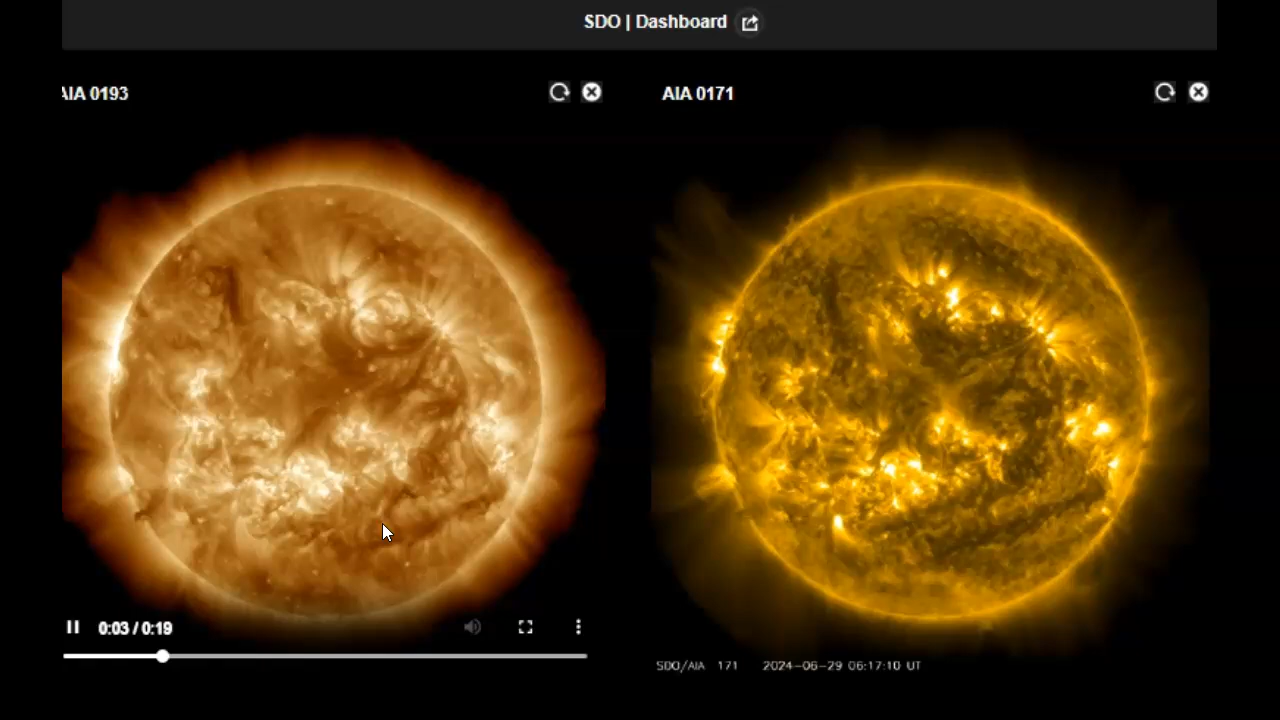 SDO | Dashboard
AIA 0193
AIA 0171
0:03 / 0:19
SDO/AIA 171 2024-06-29 06:17:10 UT